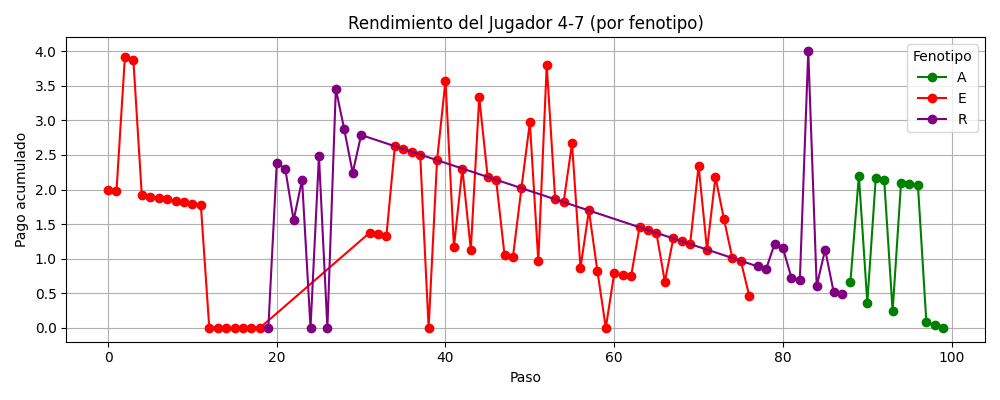 Rendimiento del Jugador 4-7 (por fenotipo)
Pago acumulado
4.0
3.5
3.0
2.5
2.0
1.5
1.0
0.5
0.0
Fenotipo
A
E
R
0 20 40 60 80 100
Paso